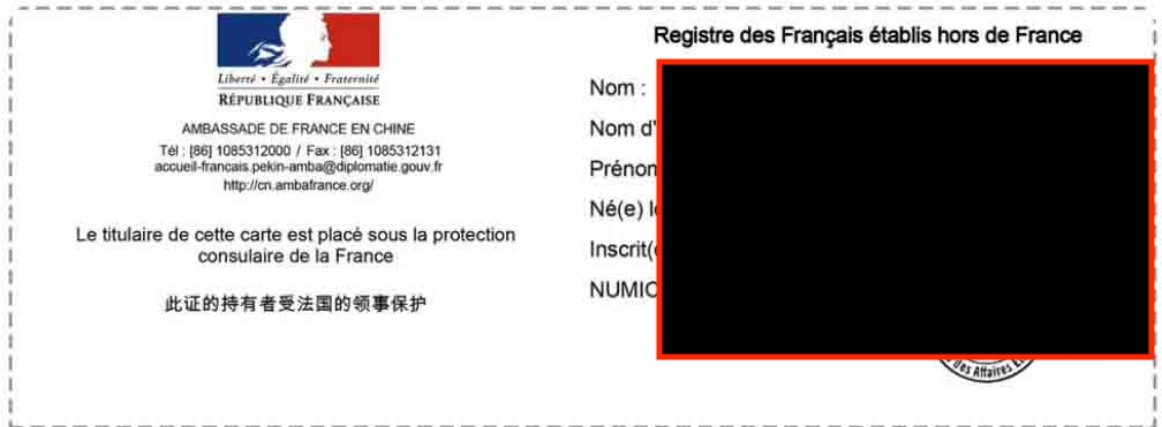 Liberté • Égalité • Fraternité
RÉPUBLIQUE FRANÇAISE
AMBASSADE DE FRANCE EN CHINE
Tél : [86] 1085312000 / Fax : [86] 1085312131
accueil-francais.pekin-amba@diplomatie.gouv.fr
http://cn.ambafrance.org/
Le titulaire de cette carte est placé sous la protection
consulaire de la France
此证的持有者受法国的领事保护
Registre des Français établis hors de France
Nom :
Nom d'
Prénom
Né(e) l
Inscrit(
NUMIC
des Affaires